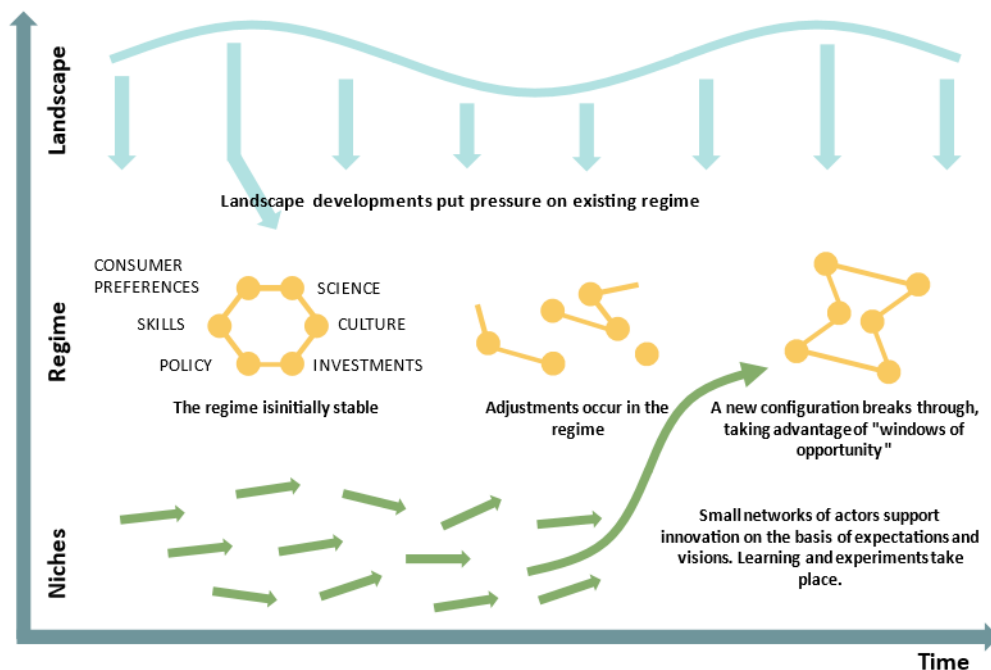 Landscape
Landscape developments put pressure on existing regime
Regime
CONSUMER
PREFERENCES
SCIENCE
SKILLS
CULTURE
POLICY
INVESTMENTS
The regime isinitially stable
Adjustments occur in the
regime
A new configuration breaks through,
taking advantage of "windows of
opportunity"
Niches
Small networks of actors support
innovation on the basis of expectations and
visions. Learning and experiments take
place.
Time